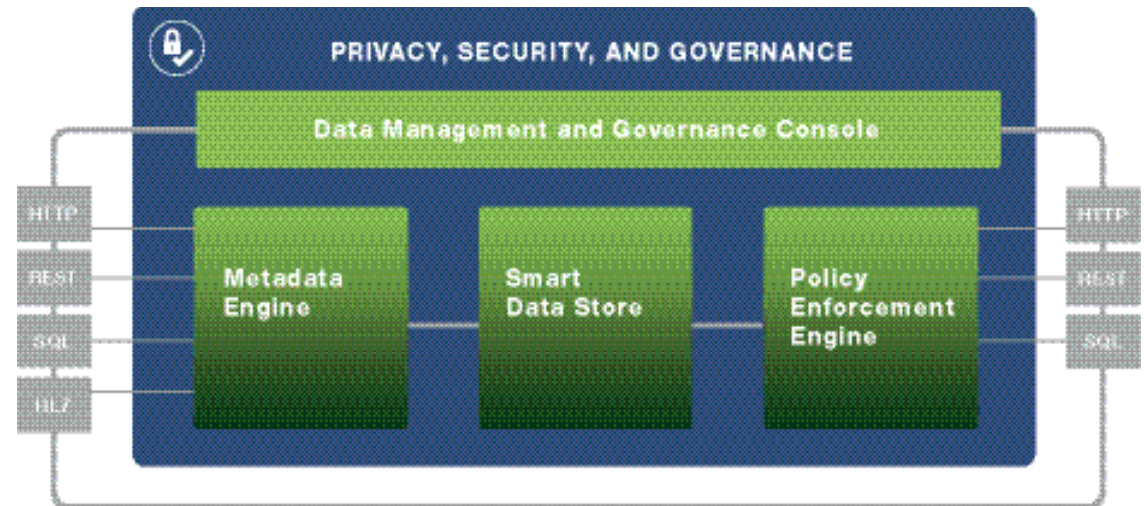 PRIVACY, SECURITY, AND GOVERNANCE
Data Management and Governance Console
HTTP
REST
SQL
HL7
Metadata
Engine
Smart
Data Store
Policy
Enforcement
Engine
HTTP
REST
SQL